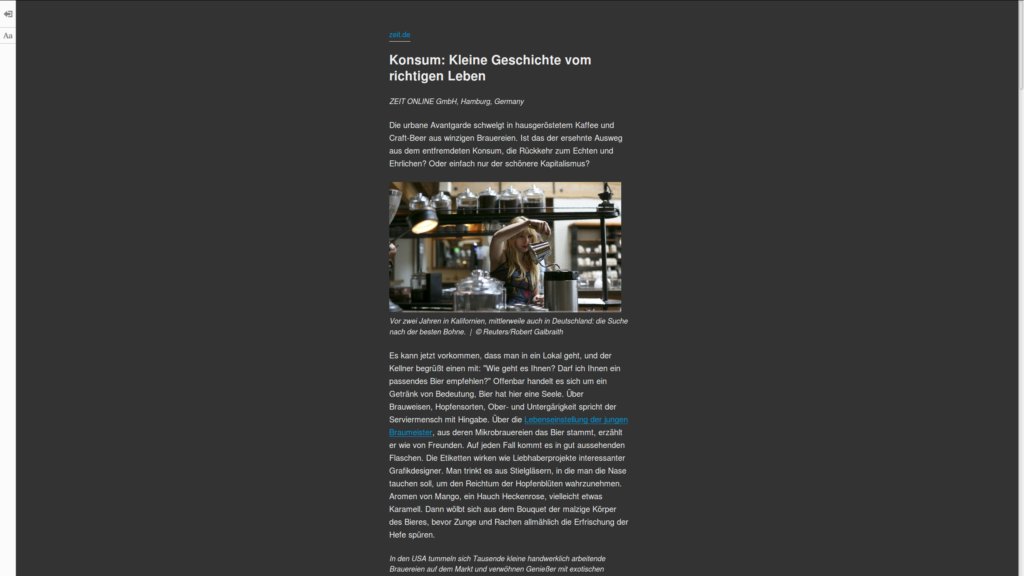 Aa
zeit.de
Konsum: Kleine Geschichte vom
richtigen Leben
ZEIT ONLINE GmbH, Hamburg, Germany
Die urbane Avantgarde schwelgt in hausgeröstetem Kaffee und
Craft-Beer aus winzigen Brauereien. Ist das der ersehnte Ausweg
aus dem entfremdeten Konsum, die Rückkehr zum Echten und
Ehrlichen? Oder einfach nur der schönere Kapitalismus?
Vor zwei Jahren in Kalifornien, mittlerweile auch in Deutschland: die Suche
nach der besten Bohne. | © Reuters/Robert Galbraith
Es kann jetzt vorkommen, dass man in ein Lokal geht, und der
Kellner begrüßt einen mit: "Wie geht es Ihnen? Darf ich Ihnen ein
passendes Bier empfehlen?" Offenbar handelt es sich um ein
Getränk von Bedeutung, Bier hat hier eine Seele. Über
Brauweisen, Hopfensorten, Ober- und Untergärigkeit spricht der
Serviermensch mit Hingabe. Über die Lebenseinstellung der jungen
Braumeister, aus deren Mikrobrauereien das Bier stammt, erzählt
er wie von Freunden. Auf jeden Fall kommt es in gut aussehenden
Flaschen. Die Etiketten wirken wie Liebhaberprojekte interessanter
Grafikdesigner. Man trinkt es aus Stielgläsern, in die man die Nase
tauchen soll, um den Reichtum der Hopfenblüten wahrzunehmen.
Aromen von Mango, ein Hauch Heckenrose, vielleicht etwas
Karamell. Dann wölbt sich aus dem Bouquet der malzige Körper
des Bieres, bevor Zunge und Rachen allmählich die Erfrischung der
Hefe spüren.
In den USA tummeln sich Tausende kleine handwerklich arbeitende
Brauereien auf dem Markt und verwöhnen Genießer mit exotischen